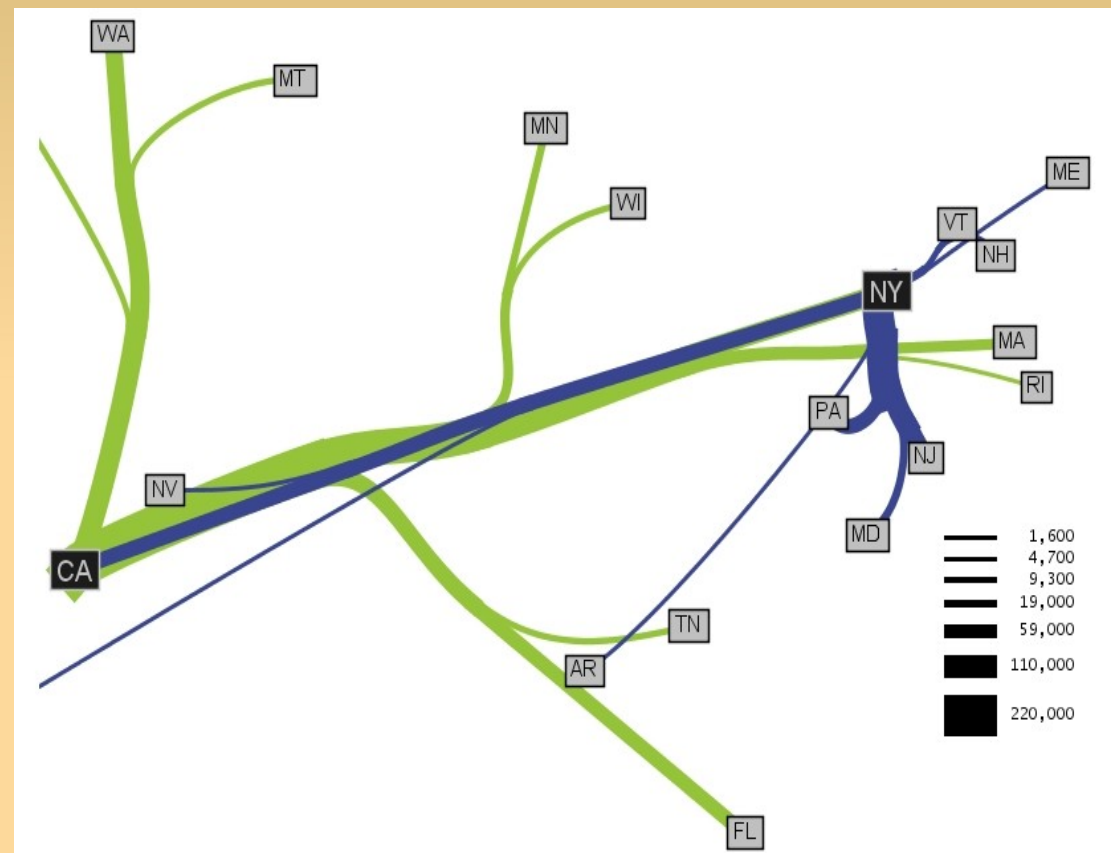 WA
MT
MN
WI
ME
VT
NH
NY
MA
RI
PA
NJ
NV
MD
CA
TN
AR
FL
1,600
4,700
9,300
19,000
59,000
110,000
220,000